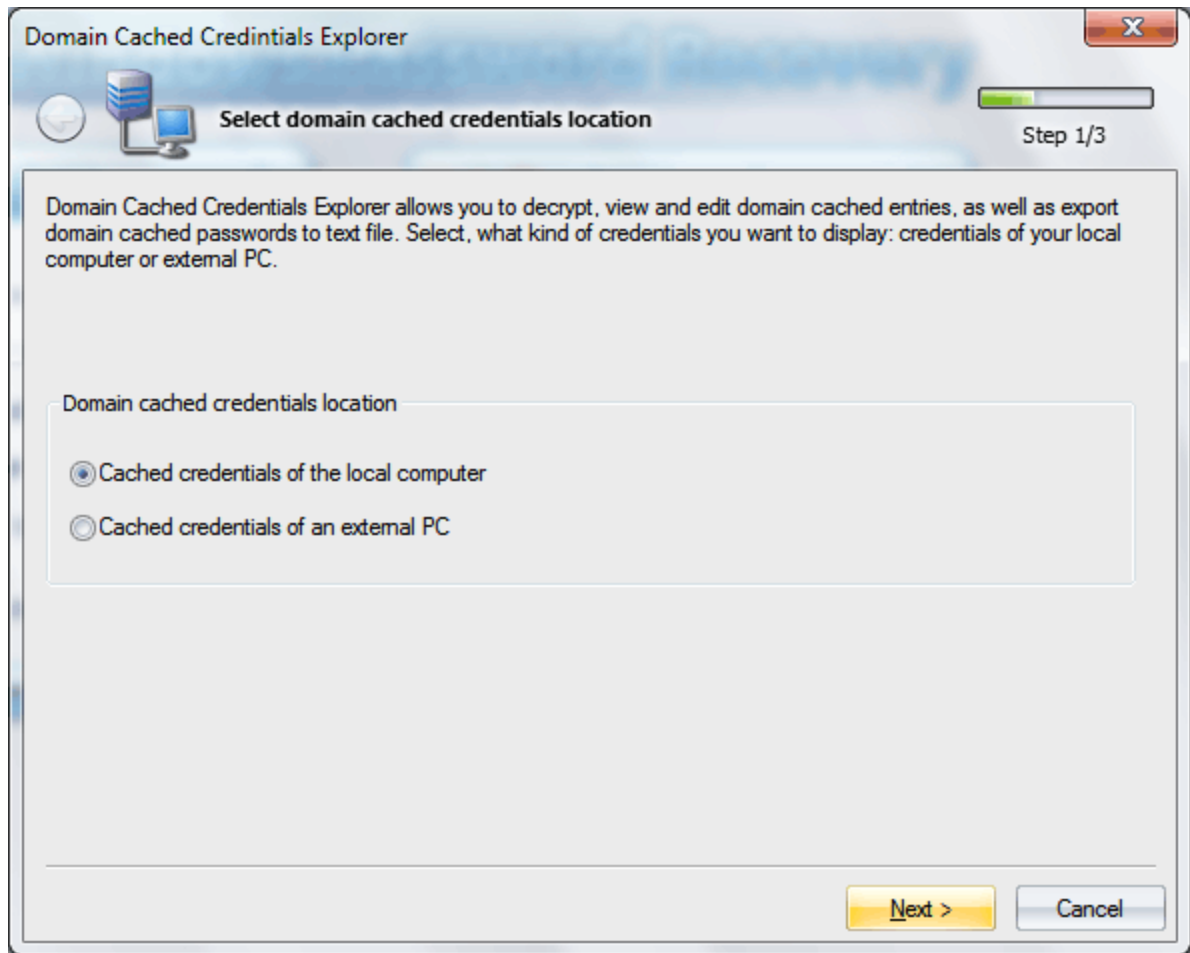 Domain Cached Credintials Explorer
Select domain cached credentials location
Step 1/3
Domain Cached Credentials Explorer allows you to decrypt, view and edit domain cached entries, as well as export
domain cached passwords to text file. Select, what kind of credentials you want to display: credentials of your local
computer or external PC.
Domain cached credentials location
Cached credentials of the local computer
Cached credentials of an external PC
Next >
Cancel